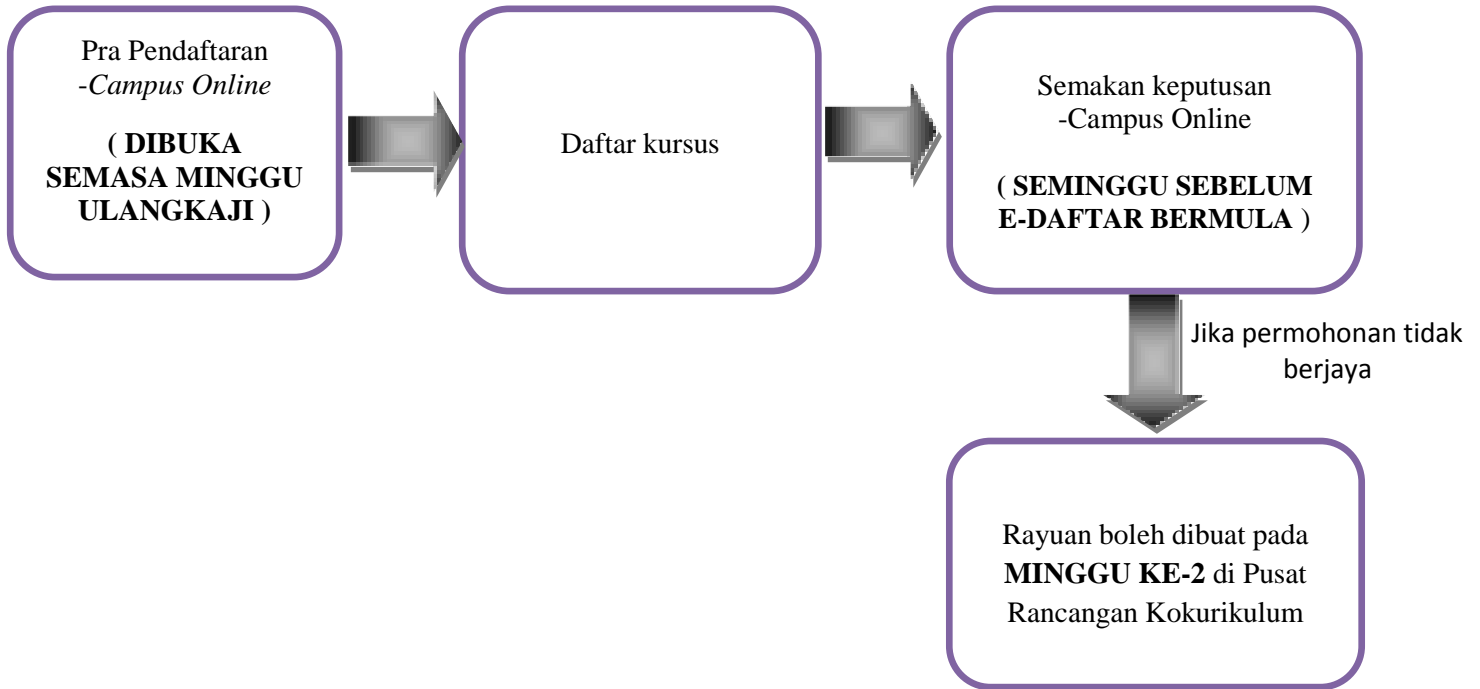 Pra Pendaftaran
-Campus Online
( DIBUKA
SEMASA MINGGU
ULANGKAJI )
Daftar kursus
Semakan keputusan
-Campus Online
( SEMINGGU SEBELUM
E-DAFTAR BERMULA )
Jika permohonan tidak
berjaya
Rayuan boleh dibuat pada
MINGGU KE-2 di Pusat
Rancangan Kokurikulum